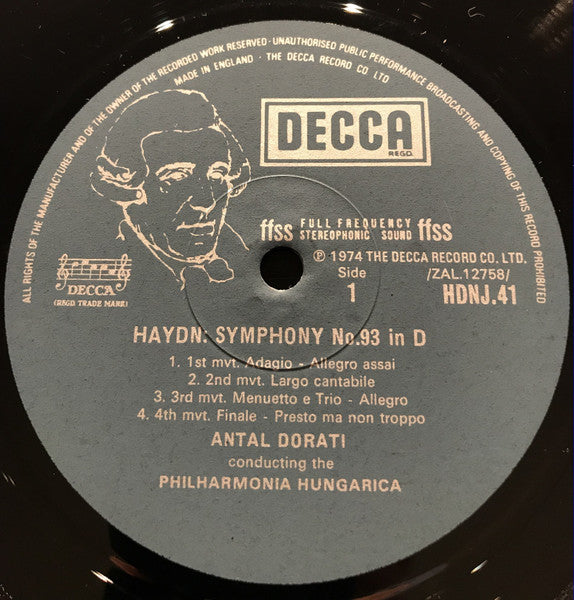 ALL RIGHTS OF THE MANUFACTURER AND OF THE OWNER OF THE RECORDED WORK RESERVED · UNAUTHORISED PUBLIC PERFORMANCE BROADCASTING AND COPYING OF THIS RECORD PROHIBITED
MADE IN ENGLAND · THE DECCA RECORD CO LTD
DECCA
REGD.
ffss FULL FREQUENCY STEREOPHONIC SOUND ffss
℗ 1974 THE DECCA RECORD CO. LTD.
Side /ZAL.12758/
1 HDNJ.41
DECCA
(REGD. TRADE MARK)
HAYDN: SYMPHONY No.93 in D
1. 1st mvt. Adagio - Allegro assai
2. 2nd mvt. Largo cantabile
3. 3rd mvt. Menuetto e Trio - Allegro
4. 4th mvt. Finale - Presto ma non troppo
ANTAL DORATI
conducting the
PHILHARMONIA HUNGARICA